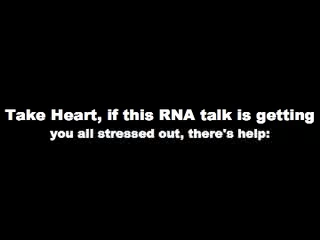 Take Heart, if this RNA talk is getting
you all stressed out, there's help: